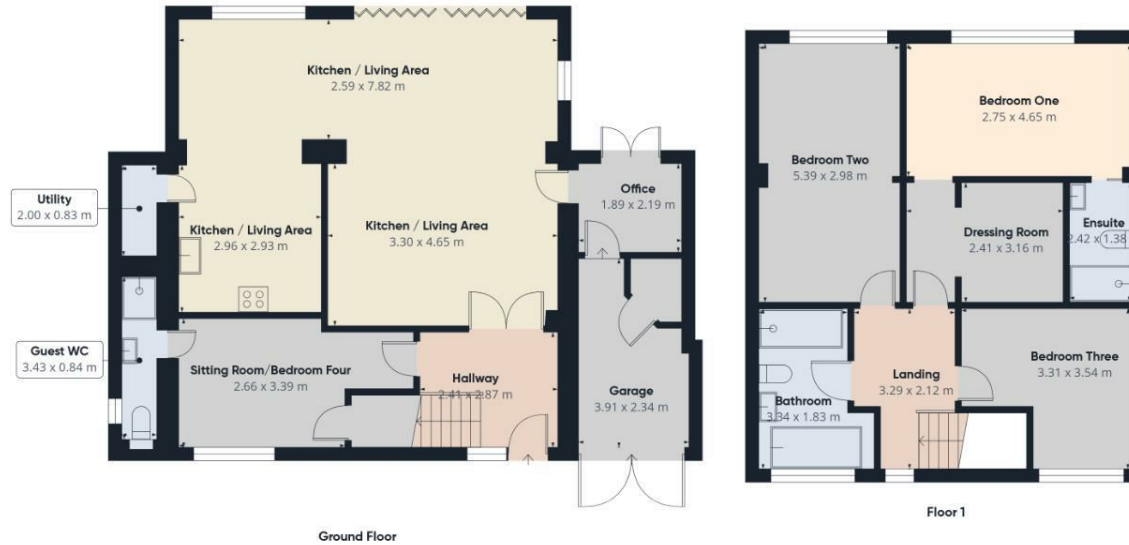 Kitchen / Living Area
2.59 x 7.82 m
Utility
2.00 x 0.83 m
Kitchen / Living Area
2.96 x 2.93 m
Kitchen / Living Area
3.30 x 4.65 m
Office
1.89 x 2.19 m
Guest WC
3.43 x 0.84 m
Sitting Room/Bedroom Four
2.66 x 3.39 m
Hallway
2.41 x 2.87 m
Garage
3.91 x 2.34 m
Ground Floor
Bedroom One
2.75 x 4.65 m
Bedroom Two
5.39 x 2.98 m
Dressing Room
2.41 x 3.16 m
Ensuite
2.42 x 1.38
Landing
3.29 x 2.12 m
Bedroom Three
3.31 x 3.54 m
Bathroom
3.34 x 1.83 m
Floor 1